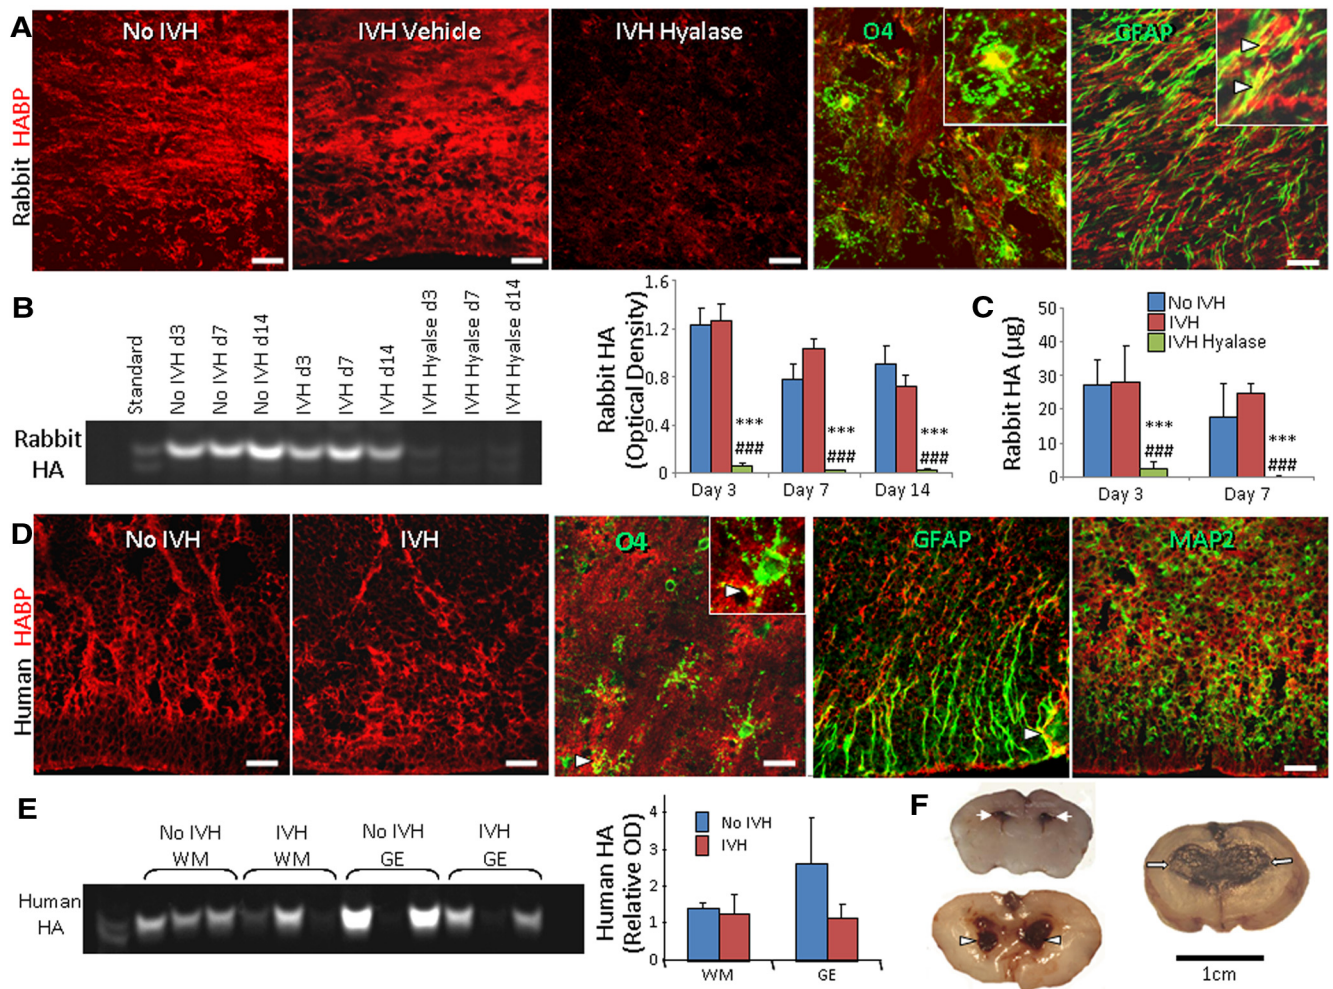 A
No IVH
IVH Vehicle
IVH Hyalase
O4
GFAP
Rabbit HABP
B
Standard
No IVH d3
No IVH d7
No IVH d14
IVH d3
IVH d7
IVH d14
IVH Hyalse d3
IVH Hyalse d7
IVH Hyalse d14
Rabbit
HA
Rabbit HA
(Optical Density)
1.6
1.2
0.8
0.4
0
***
###
***
###
***
###
Day 3
Day 7
Day 14
C
Rabbit HA (µg)
50
40
30
20
10
0
No IVH
IVH
IVH Hyalase
***
###
***
###
Day 3
Day 7
D
No IVH
IVH
O4
GFAP
MAP2
Human HABP
E
No IVH
WM
IVH
WM
No IVH
GE
IVH
GE
Human
HA
Human HA
(Relative OD)
4
3
2
1
0
No IVH
IVH
WM
GE
F
1cm